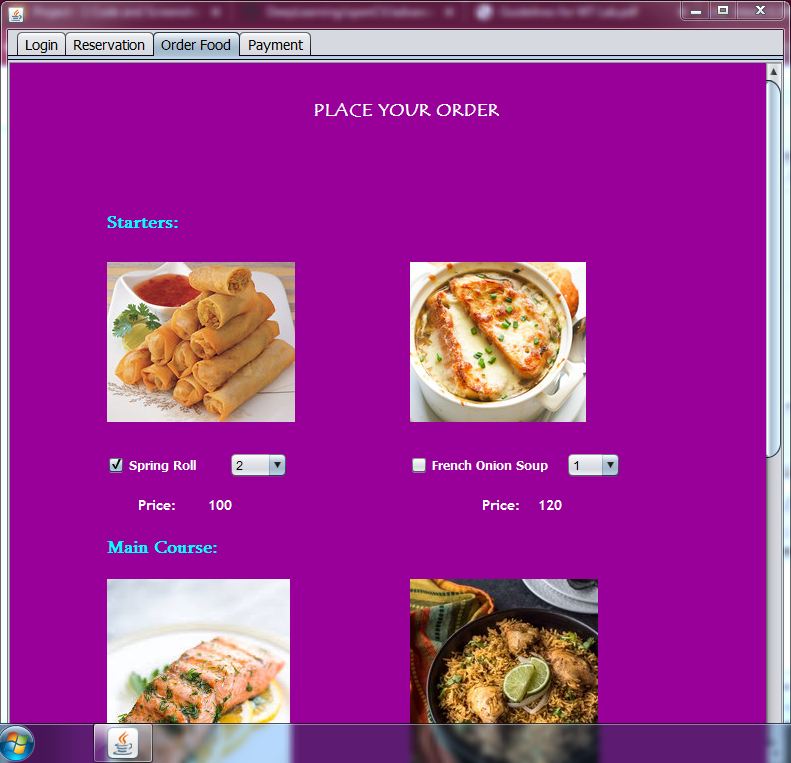 Login Reservation Order Food Payment
PLACE YOUR ORDER
Starters:
Spring Roll 2 French Onion Soup 1
Price: 100 Price: 120
Main Course: